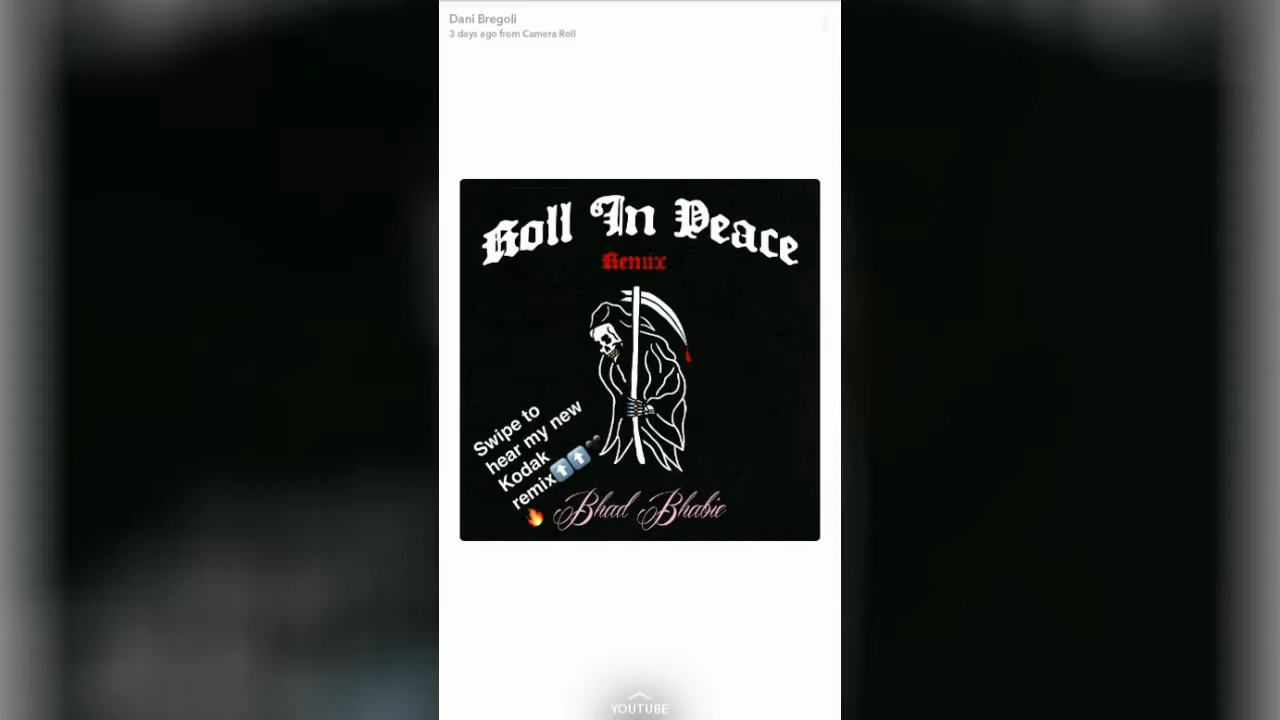 Dani Bregoli
3 days ago from Camera Roll
Roll In Peace
Remix
Swipe to
hear my new
Kodak
remix⬆️⬆️🖤
🔥
Bhad Bhabie
YOUTUBE